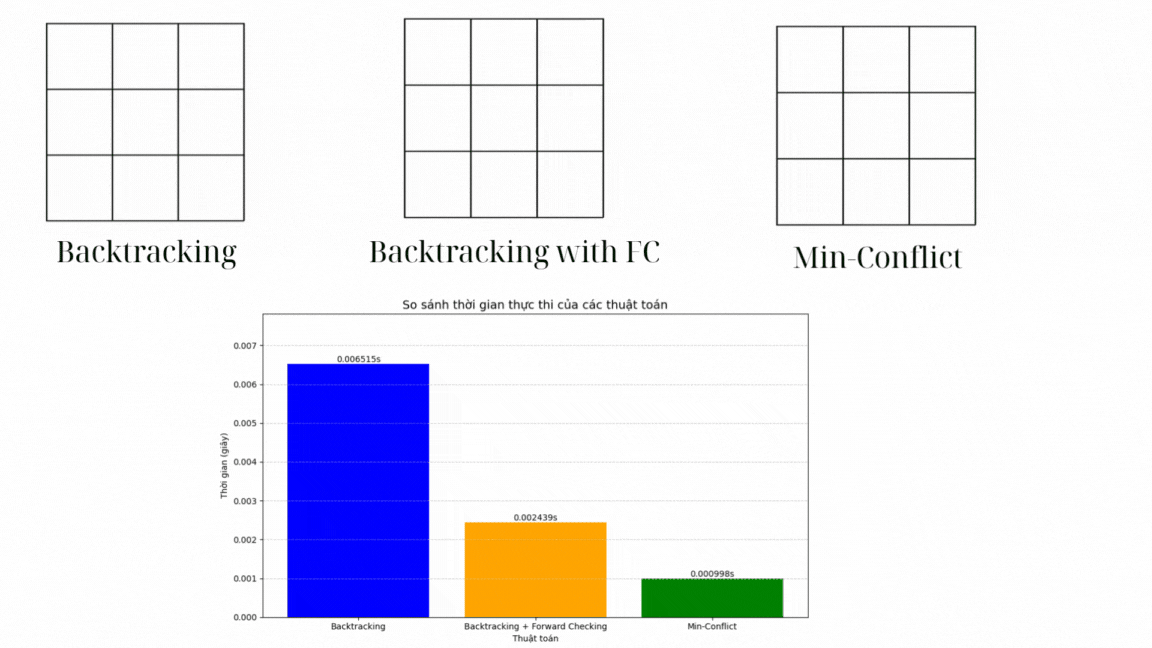 Backtracking
Backtracking with FC
Min-Conflict
So sánh thời gian thực thi của các thuật toán
Thời gian (giây)
0.007
0.006
0.005
0.004
0.003
0.002
0.001
0.000
0.006515s
0.002439s
0.000998s
Backtracking
Backtracking + Forward Checking
Min-Conflict
Thuật toán